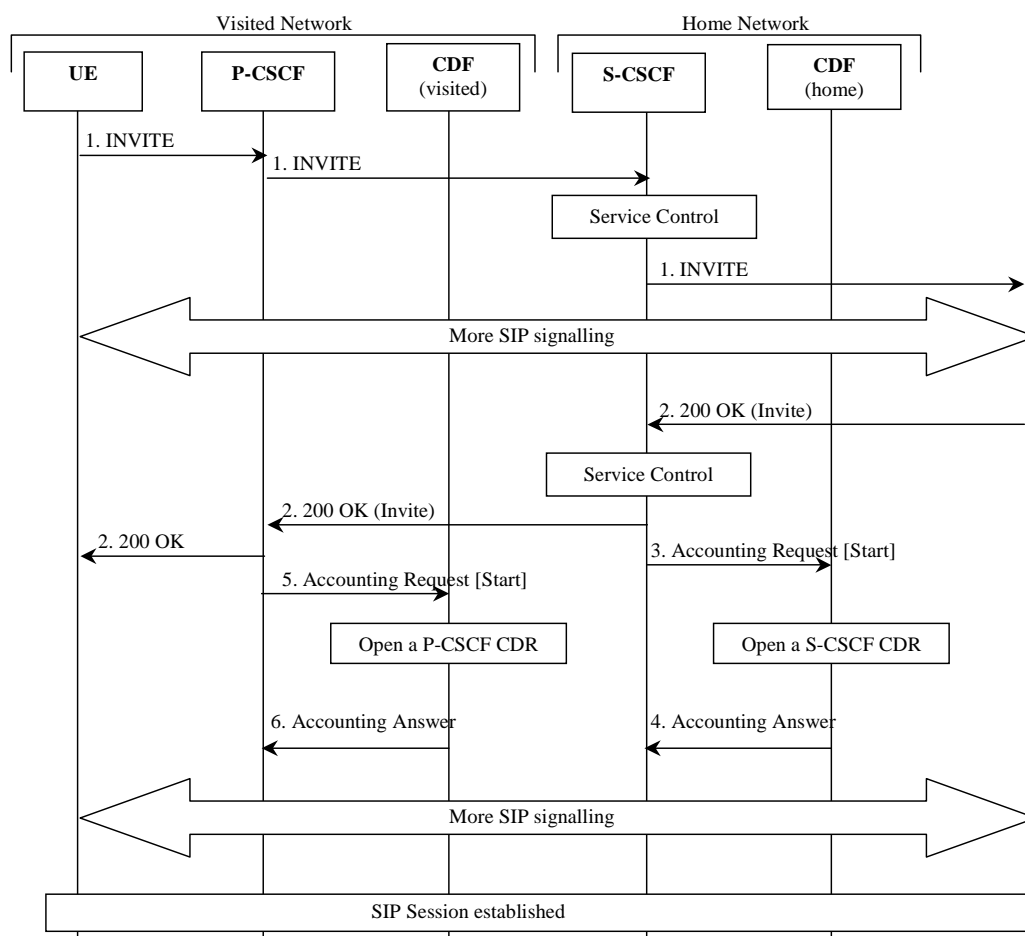 Visited Network
Home Network
UE
P-CSCF
CDF
(visited)
S-CSCF
CDF
(home)
1. INVITE
1. INVITE
Service Control
1. INVITE
More SIP signalling
2. 200 OK (Invite)
Service Control
2. 200 OK (Invite)
2. 200 OK
3. Accounting Request [Start]
5. Accounting Request [Start]
Open a P-CSCF CDR
Open a S-CSCF CDR
6. Accounting Answer
4. Accounting Answer
More SIP signalling
SIP Session established